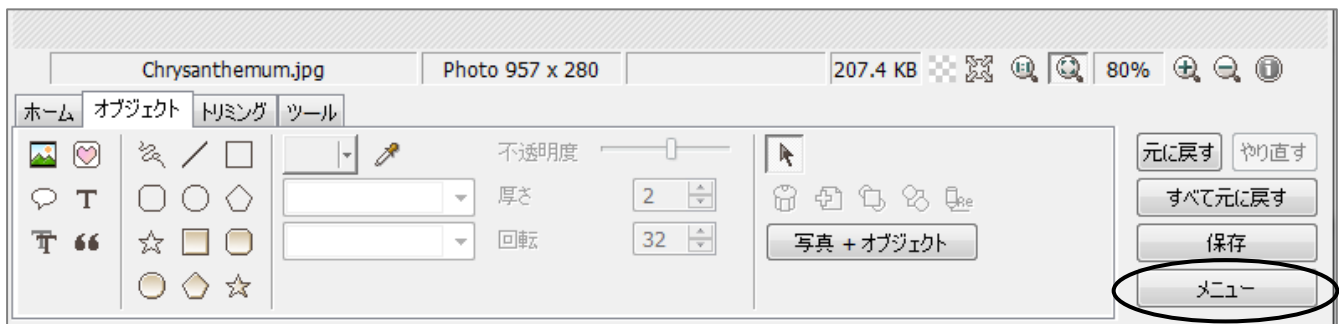 Chrysanthemum.jpg Photo 957 x 280 207.4 KB 80%
ホーム オブジェクト トリミング ツール
不透明度 元に戻す やり直す
厚さ 2 すべて元に戻す
回転 32 写真 + オブジェクト 保存
メニュー